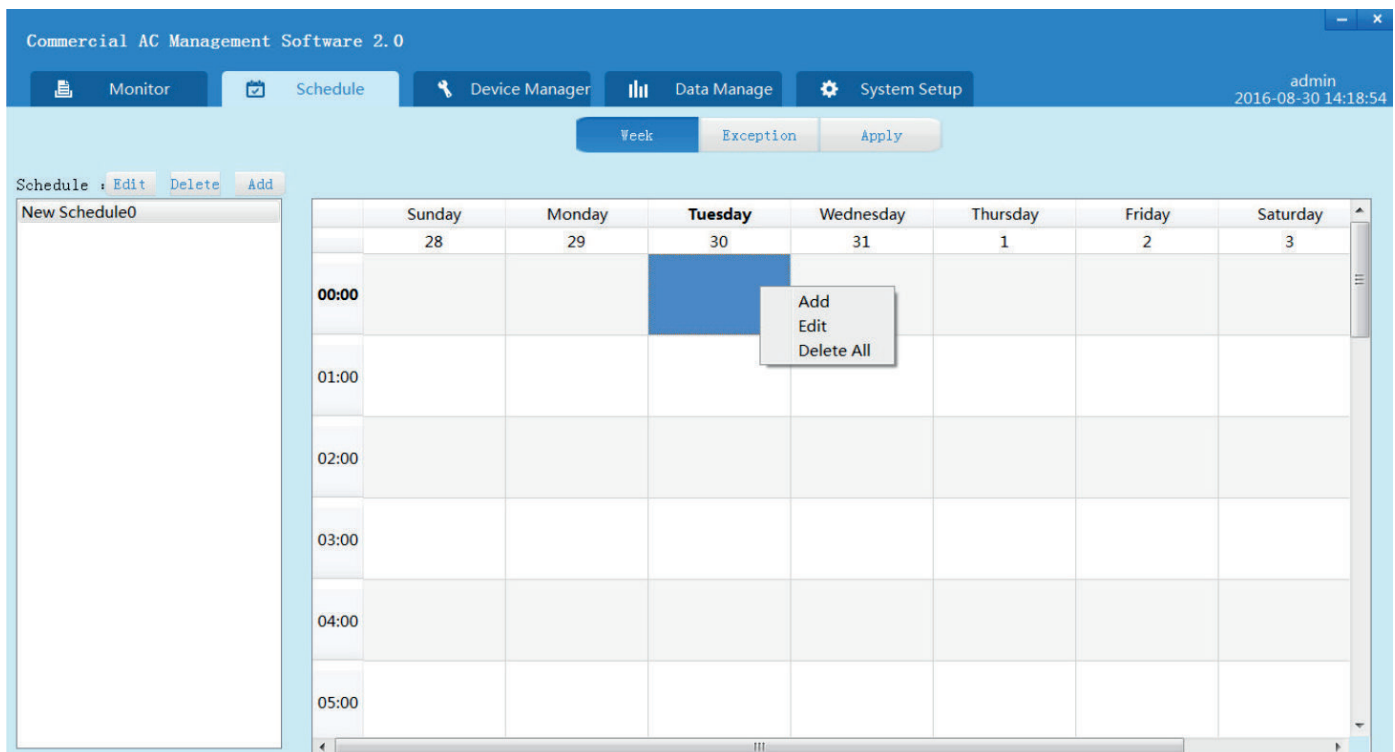 Commercial AC Management Software 2.0
Monitor Schedule Device Manager Data Manage System Setup admin
2016-08-30 14:18:54
Week Exception Apply
Schedule : Edit Delete Add
New Schedule0
Sunday Monday Tuesday Wednesday Thursday Friday Saturday
28 29 30 31 1 2 3
00:00
Add
Edit
Delete All
01:00
02:00
03:00
04:00
05:00